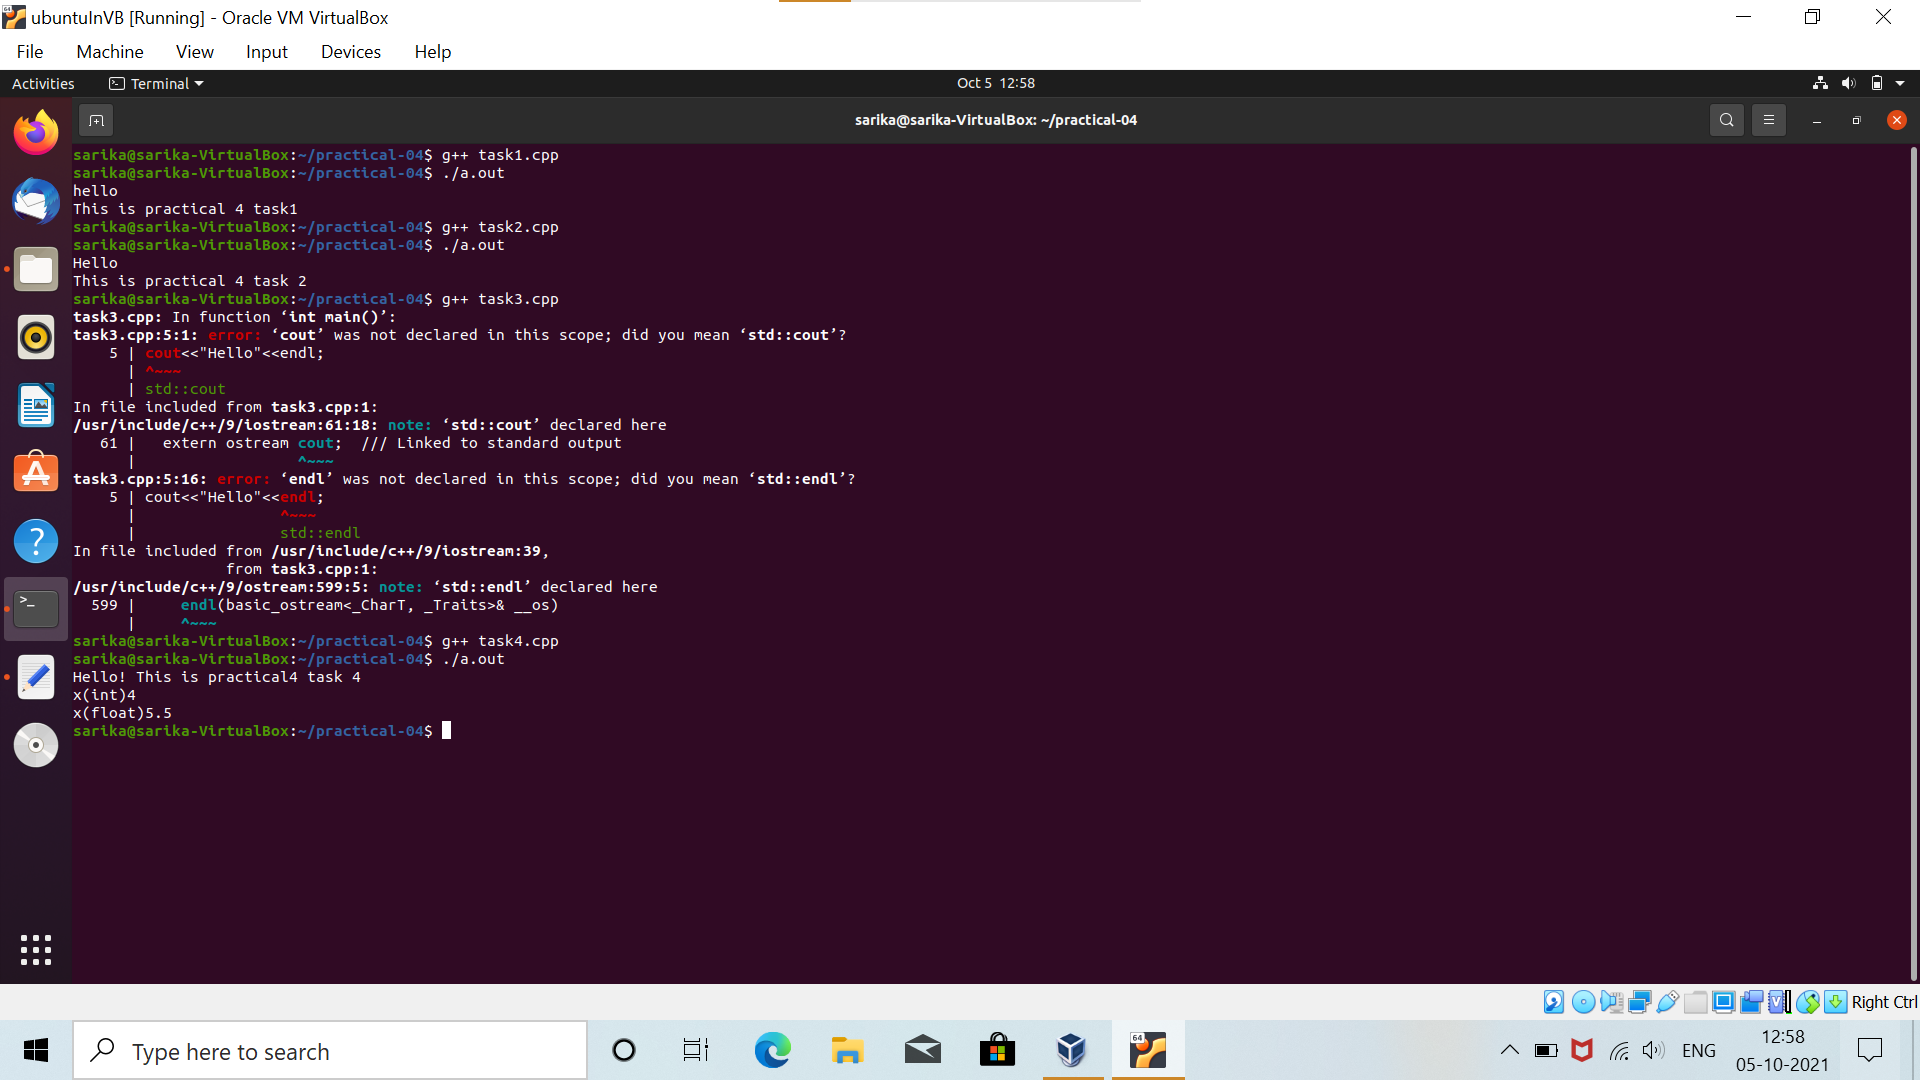 ubuntuInVB [Running] - Oracle VM VirtualBox
File Machine View Input Devices Help
Activities Terminal Oct 5 12:58
sarika@sarika-VirtualBox: ~/practical-04
sarika@sarika-VirtualBox:~/practical-04$ g++ task1.cpp
sarika@sarika-VirtualBox:~/practical-04$ ./a.out
hello
This is practical 4 task1
sarika@sarika-VirtualBox:~/practical-04$ g++ task2.cpp
sarika@sarika-VirtualBox:~/practical-04$ ./a.out
Hello
This is practical 4 task 2
sarika@sarika-VirtualBox:~/practical-04$ g++ task3.cpp
task3.cpp: In function ‘int main()’:
task3.cpp:5:1: error: ‘cout’ was not declared in this scope; did you mean ‘std::cout’?
    5 | cout<<"Hello"<<endl;
      | ^~~~
      | std::cout
In file included from task3.cpp:1:
/usr/include/c++/9/iostream:61:18: note: ‘std::cout’ declared here
   61 |   extern ostream cout;  /// Linked to standard output
      |                  ^~~~
task3.cpp:5:16: error: ‘endl’ was not declared in this scope; did you mean ‘std::endl’?
    5 | cout<<"Hello"<<endl;
      |                ^~~~
      |                std::endl
In file included from /usr/include/c++/9/iostream:39,
                 from task3.cpp:1:
/usr/include/c++/9/ostream:599:5: note: ‘std::endl’ declared here
  599 |     endl(basic_ostream<_CharT, _Traits>& __os)
      |     ^~~~
sarika@sarika-VirtualBox:~/practical-04$ g++ task4.cpp
sarika@sarika-VirtualBox:~/practical-04$ ./a.out
Hello! This is practical4 task 4
x(int)4
x(float)5.5
sarika@sarika-VirtualBox:~/practical-04$
Right Ctrl
Type here to search
64
ENG
12:58
05-10-2021